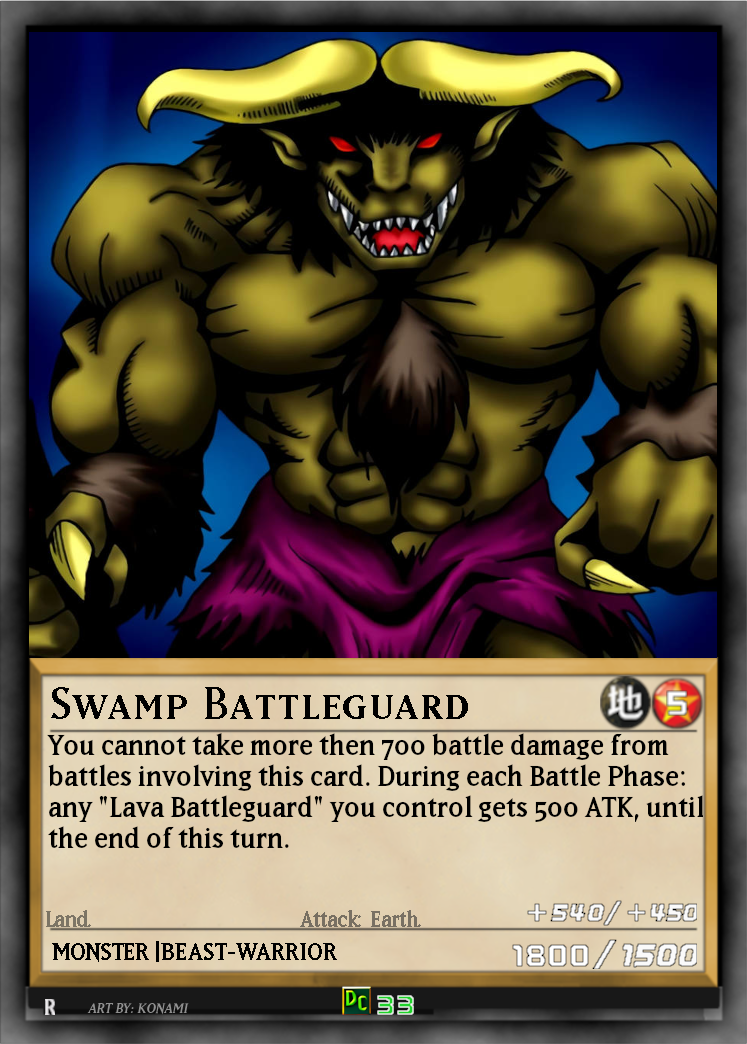 Swamp Battleguard 地 5
You cannot take more then 700 battle damage from
battles involving this card. During each Battle Phase:
any "Lava Battleguard" you control gets 500 ATK, until
the end of this turn.
Land. Attack: Earth. +540/+450
MONSTER |BEAST-WARRIOR 1800/1500
R ART BY: KONAMI DC 33